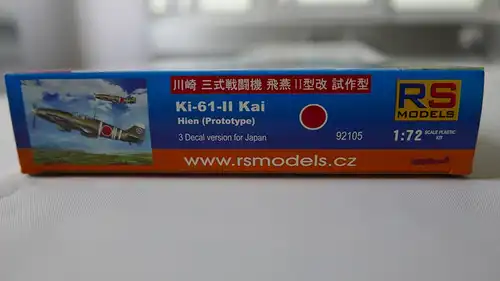 川崎 三式戦闘機 飛燕II型改 試作型
Ki-61-II Kai
Hien (Prototype)
3 Decal version for Japan
92105
RS
MODELS
1:72 SCALE PLASTIC KIT
www.rsmodels.cz